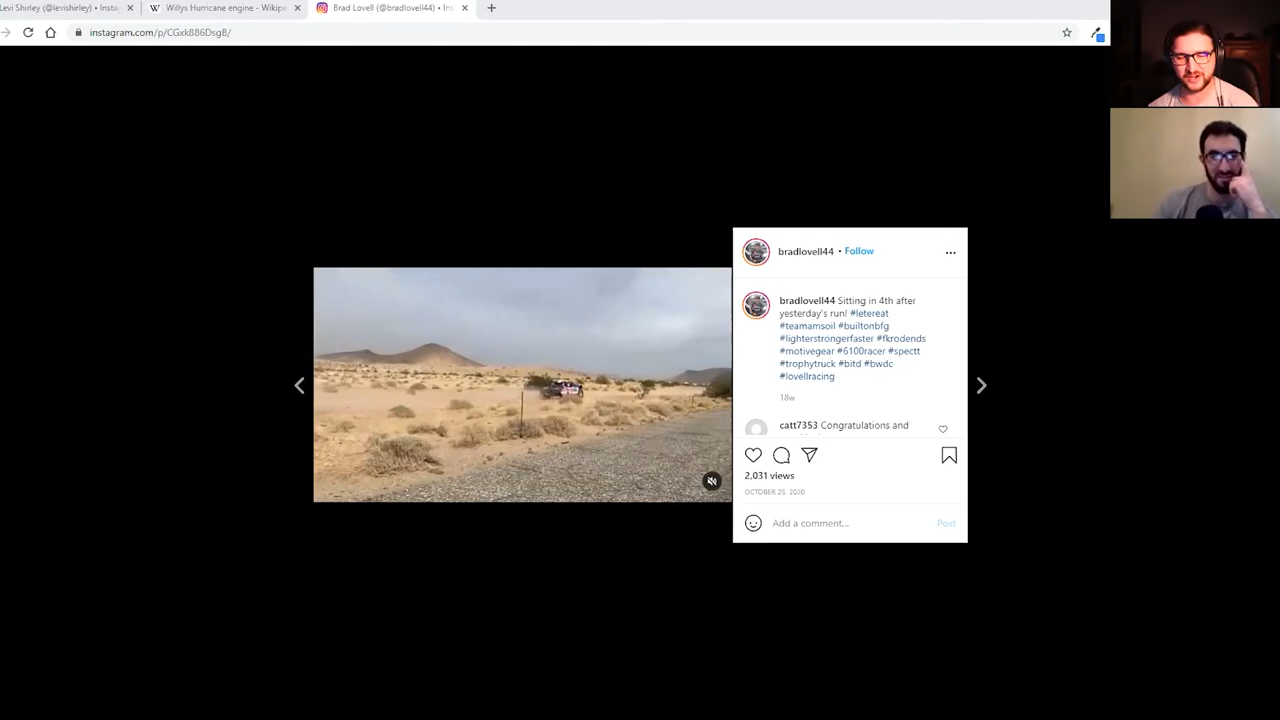 Levi Shirley (@levishirley) • Instag
Willys Hurricane engine - Wikipe
Brad Lovell (@bradlovell44) • Ins
instagram.com/p/CGxk886DsgB/
bradlovell44 • Follow
bradlovell44 Sitting in 4th after
yesterday's run! #letereat
#teamamsoil #builtonbfg
#lighterstrongerfaster #fkrodends
#motivegear #6100racer #spectt
#trophytruck #bitd #bwdc
#lovellracing
18w
catt7353 Congratulations and
2,031 views
OCTOBER 25, 2020
Add a comment... Post